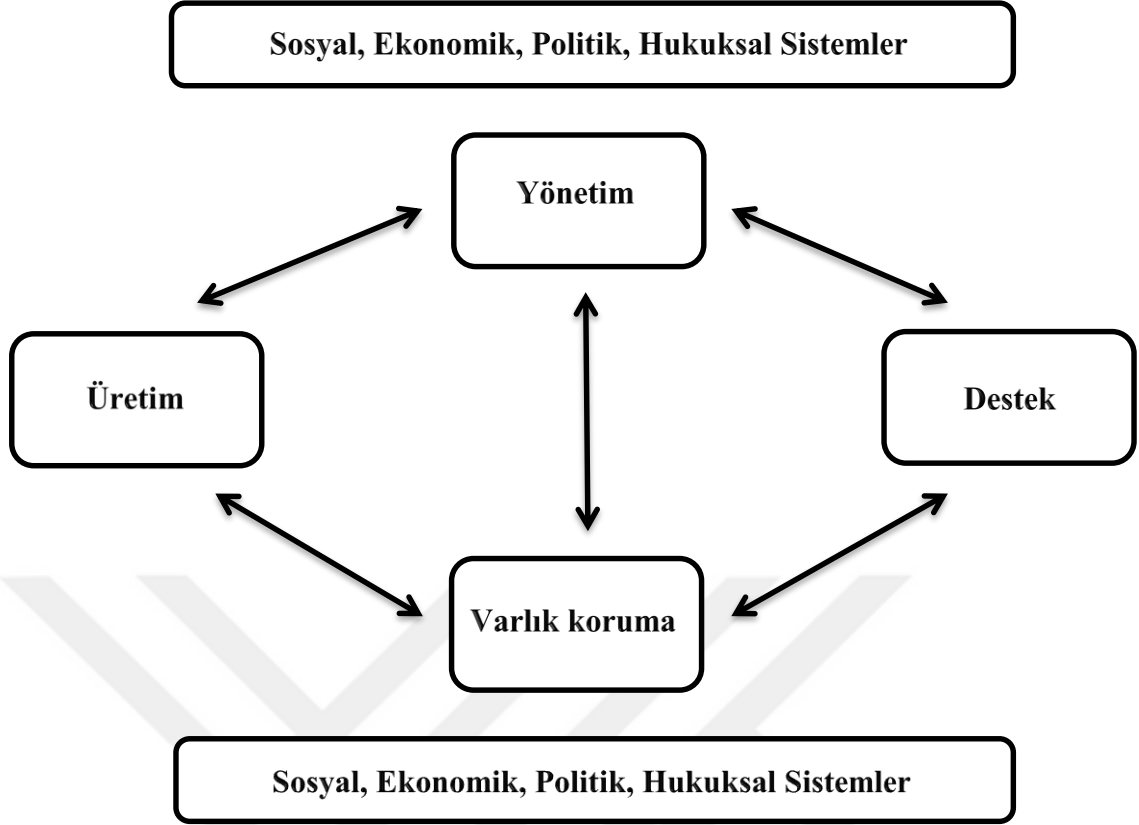 Sosyal, Ekonomik, Politik, Hukuksal Sistemler
Yönetim
Üretim
Destek
Varlık koruma
Sosyal, Ekonomik, Politik, Hukuksal Sistemler